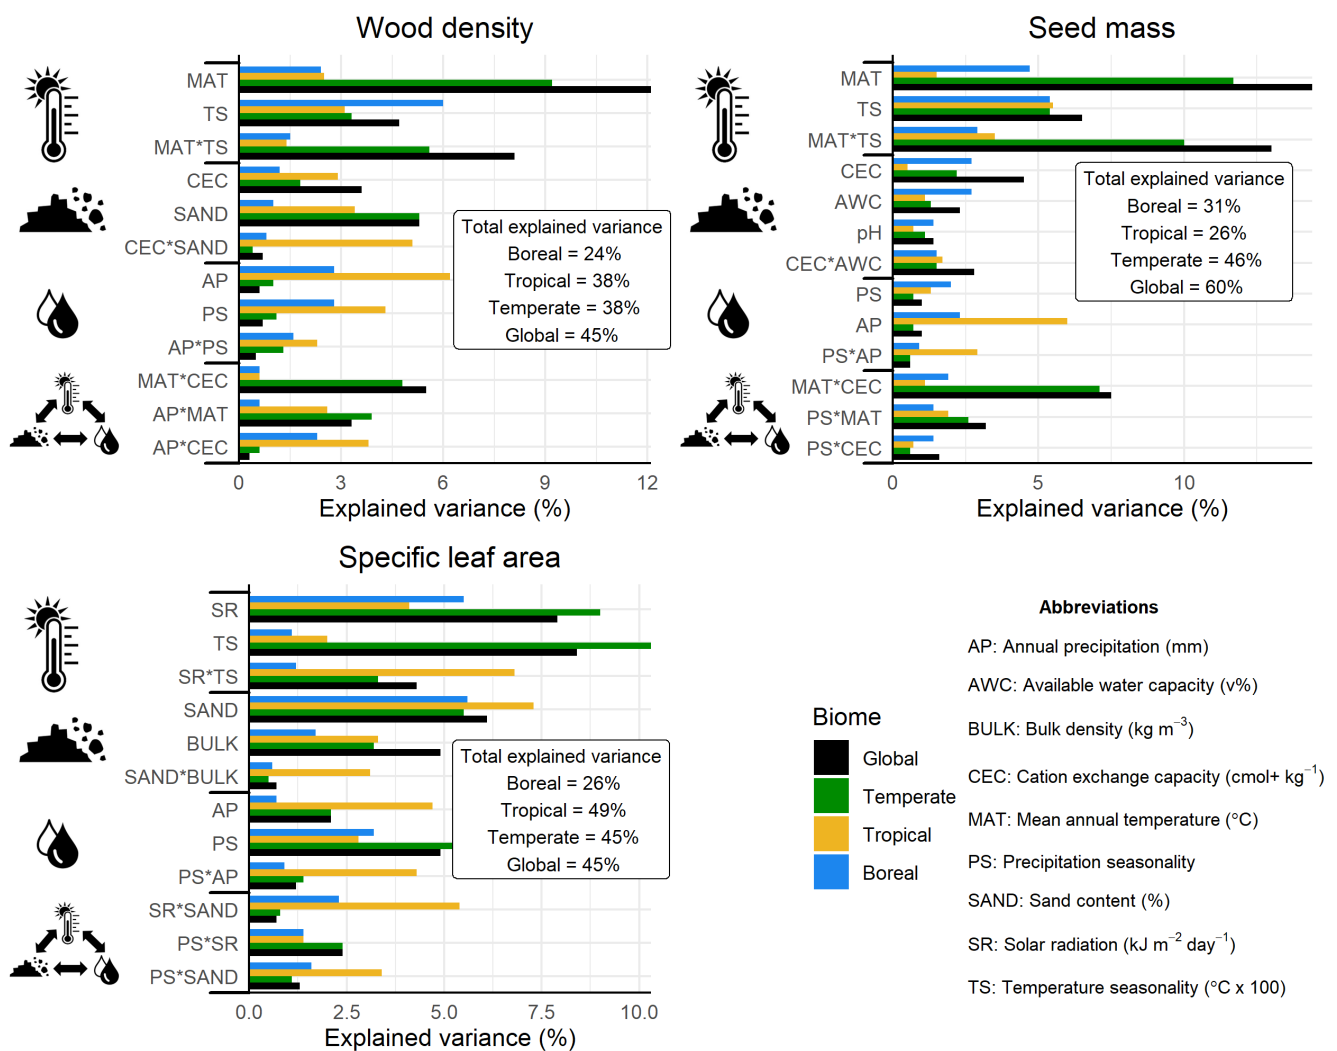 Wood density
MAT
TS
MAT*TS
CEC
SAND
CEC*SAND
AP
PS
AP*PS
MAT*CEC
AP*MAT
AP*CEC
Total explained variance
Boreal = 24%
Tropical = 38%
Temperate = 38%
Global = 45%
0 3 6 9 12
Explained variance (%)
Seed mass
MAT
TS
MAT*TS
CEC
AWC
pH
CEC*AWC
PS
AP
PS*AP
MAT*CEC
PS*MAT
PS*CEC
Total explained variance
Boreal = 31%
Tropical = 26%
Temperate = 46%
Global = 60%
0 5 10
Explained variance (%)
Specific leaf area
SR
TS
SR*TS
SAND
BULK
SAND*BULK
AP
PS
PS*AP
SR*SAND
PS*SR
PS*SAND
Total explained variance
Boreal = 26%
Tropical = 49%
Temperate = 45%
Global = 45%
0.0 2.5 5.0 7.5 10.0
Explained variance (%)
Biome
Global
Temperate
Tropical
Boreal
Abbreviations
AP: Annual precipitation (mm)
AWC: Available water capacity (v%)
BULK: Bulk density (kg m⁻³)
CEC: Cation exchange capacity (cmol+ kg⁻¹)
MAT: Mean annual temperature (°C)
PS: Precipitation seasonality
SAND: Sand content (%)
SR: Solar radiation (kJ m⁻² day⁻¹)
TS: Temperature seasonality (°C x 100)